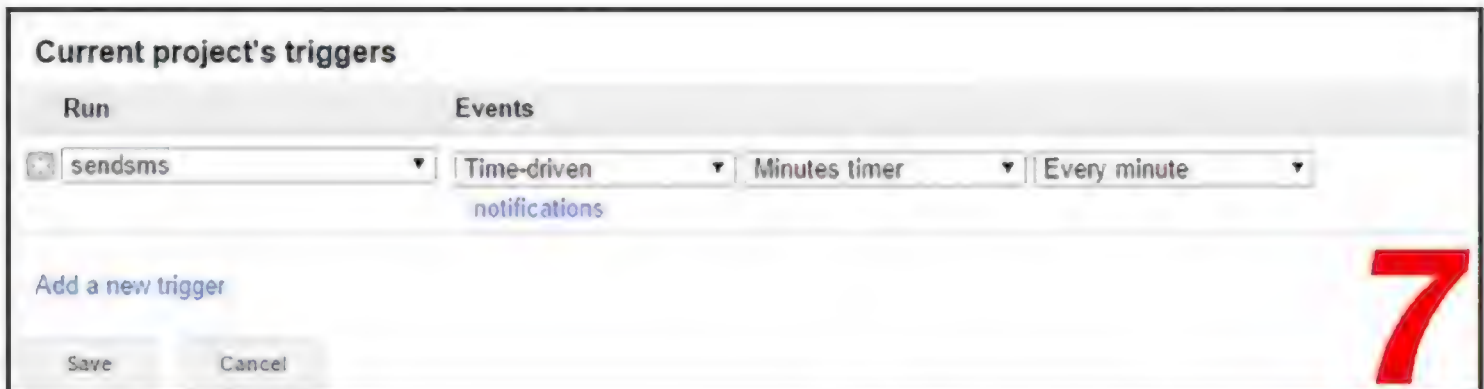 Current project's triggers
Run Events
sendsms Time-driven Minutes timer Every minute
notifications
Add a new trigger
Save Cancel
7